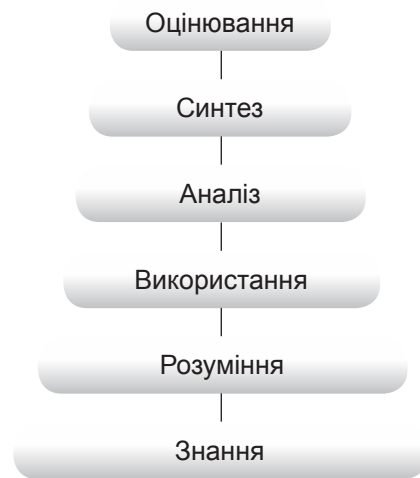 Оцінювання
Синтез
Аналіз
Використання
Розуміння
Знання